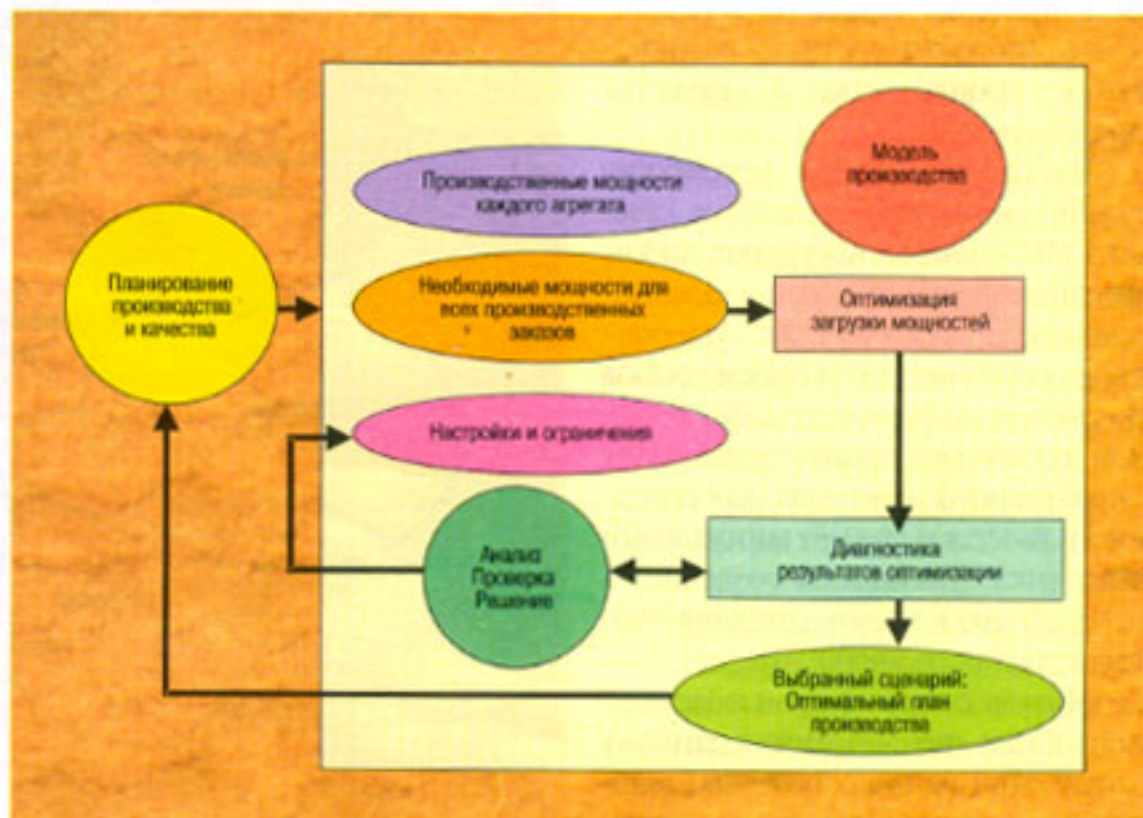 Модель
производства
Производственные мощности
каждого агрегата
Планирование
производства
и качества
Необходимые мощности для
всех производственных
заказов
Оптимизация
загрузки мощностей
Настройки и ограничения
Анализ
Проверка
Решение
Диагностика
результатов оптимизации
Выбранный сценарий:
Оптимальный план
производства